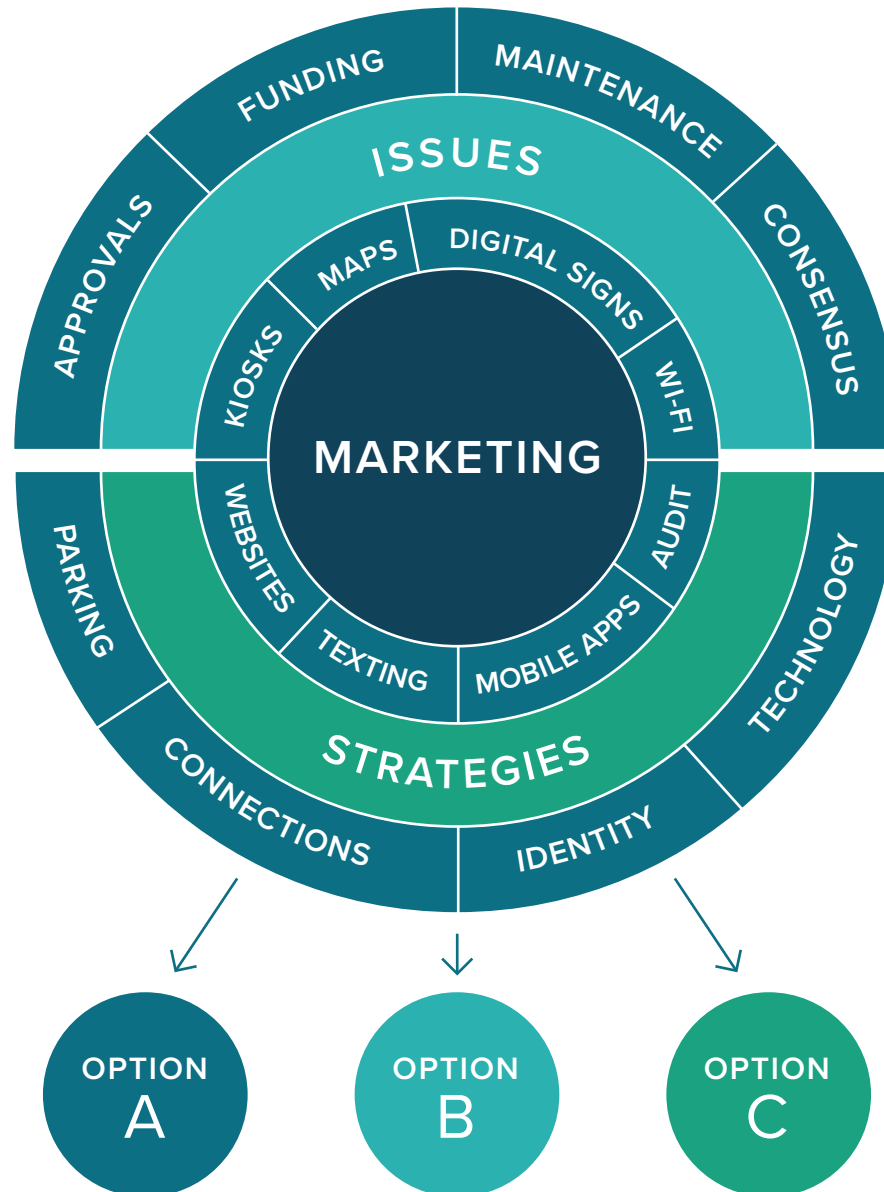 FUNDING
MAINTENANCE
APPROVALS
CONSENSUS
ISSUES
MAPS
DIGITAL SIGNS
KIOSKS
WI-FI
MARKETING
WEBSITES
AUDIT
TEXTING
MOBILE APPS
PARKING
TECHNOLOGY
STRATEGIES
CONNECTIONS
IDENTITY
OPTION
A
OPTION
B
OPTION
C